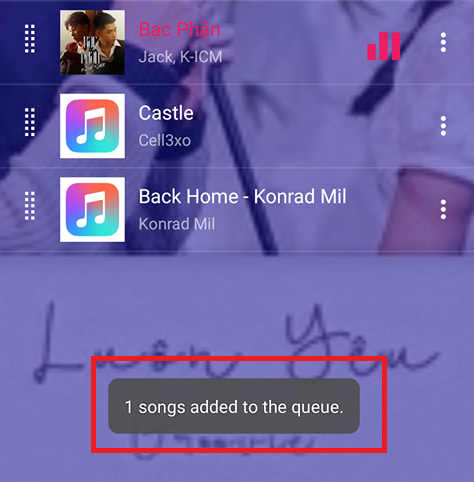 Bạc Phận
Jack, K-ICM
Castle
Cell3xo
Back Home - Konrad Mil
Konrad Mil
Luôn Yêu
1 songs added to the queue.